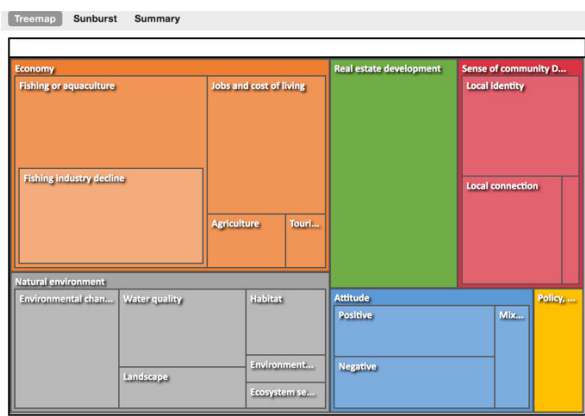 Treemap Sunburst Summary
Economy
Fishing or aquaculture
Jobs and cost of living
Fishing industry decline
Agriculture
Touri...
Real estate development
Sense of community D...
Local identity
Local connection
Natural environment
Environmental chan...
Water quality
Habitat
Landscape
Environment...
Ecosystem se...
Attitude
Positive
Mix...
Negative
Policy, ...